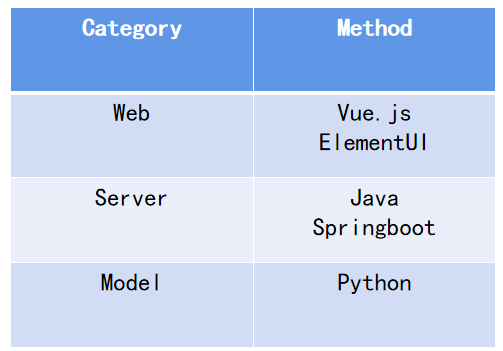 Category Method
Web Vue.js
ElementUI
Server Java
Springboot
Model Python